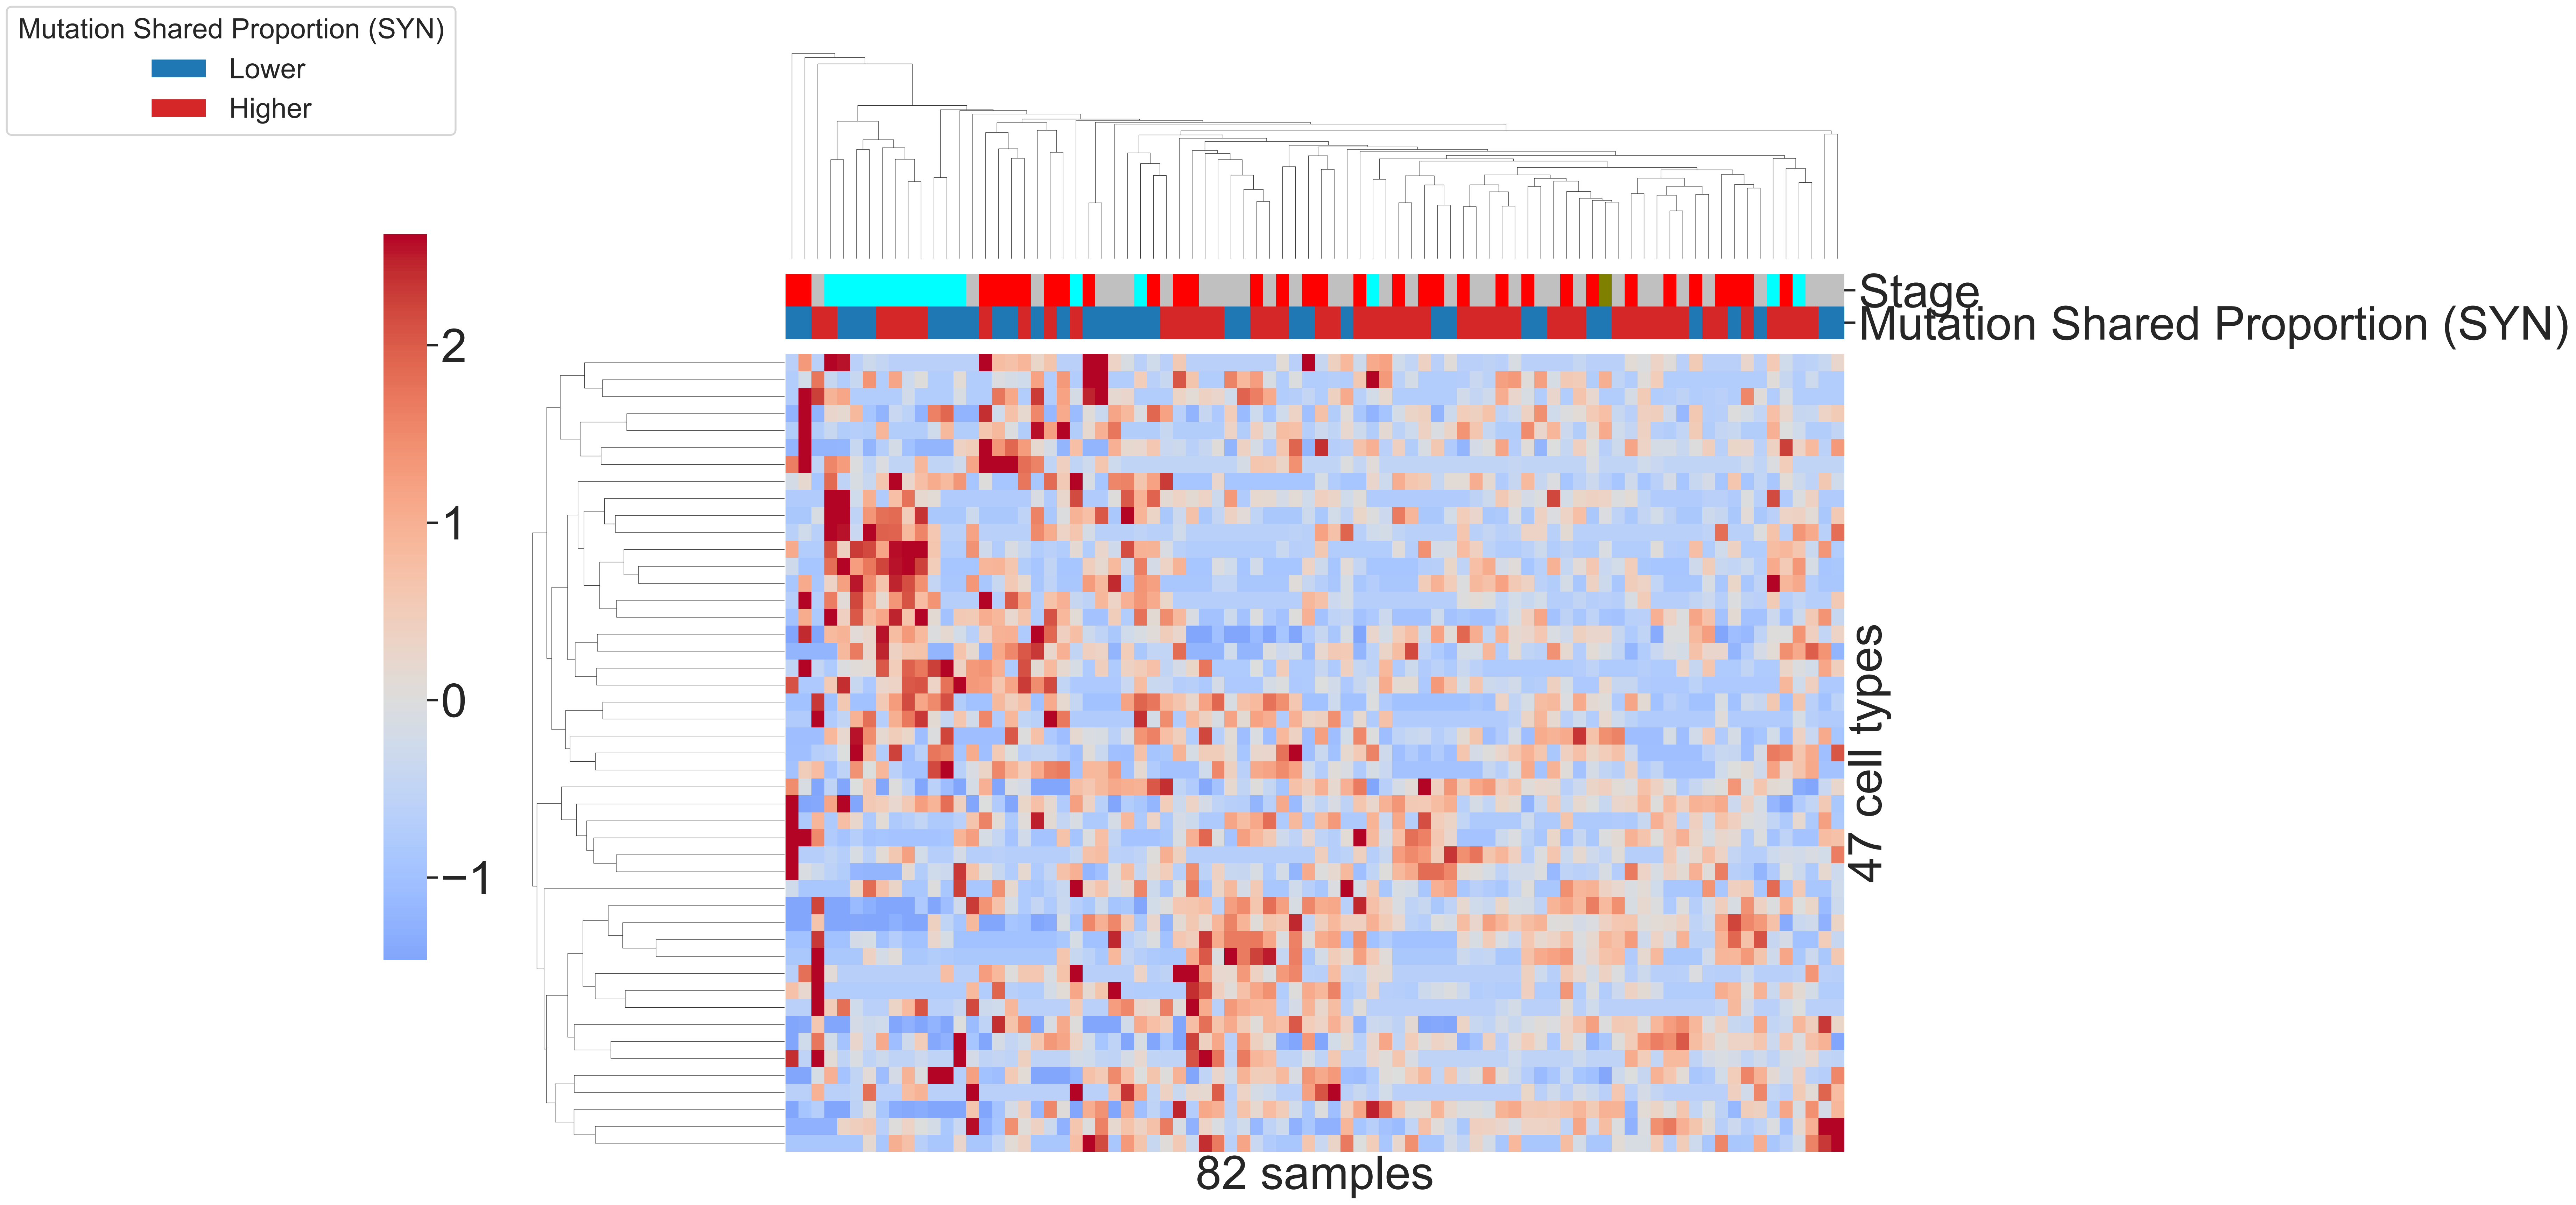 Mutation Shared Proportion (SYN)
Lower
Higher
2
1
0
−1
Stage
Mutation Shared Proportion (SYN)
47 cell types
82 samples